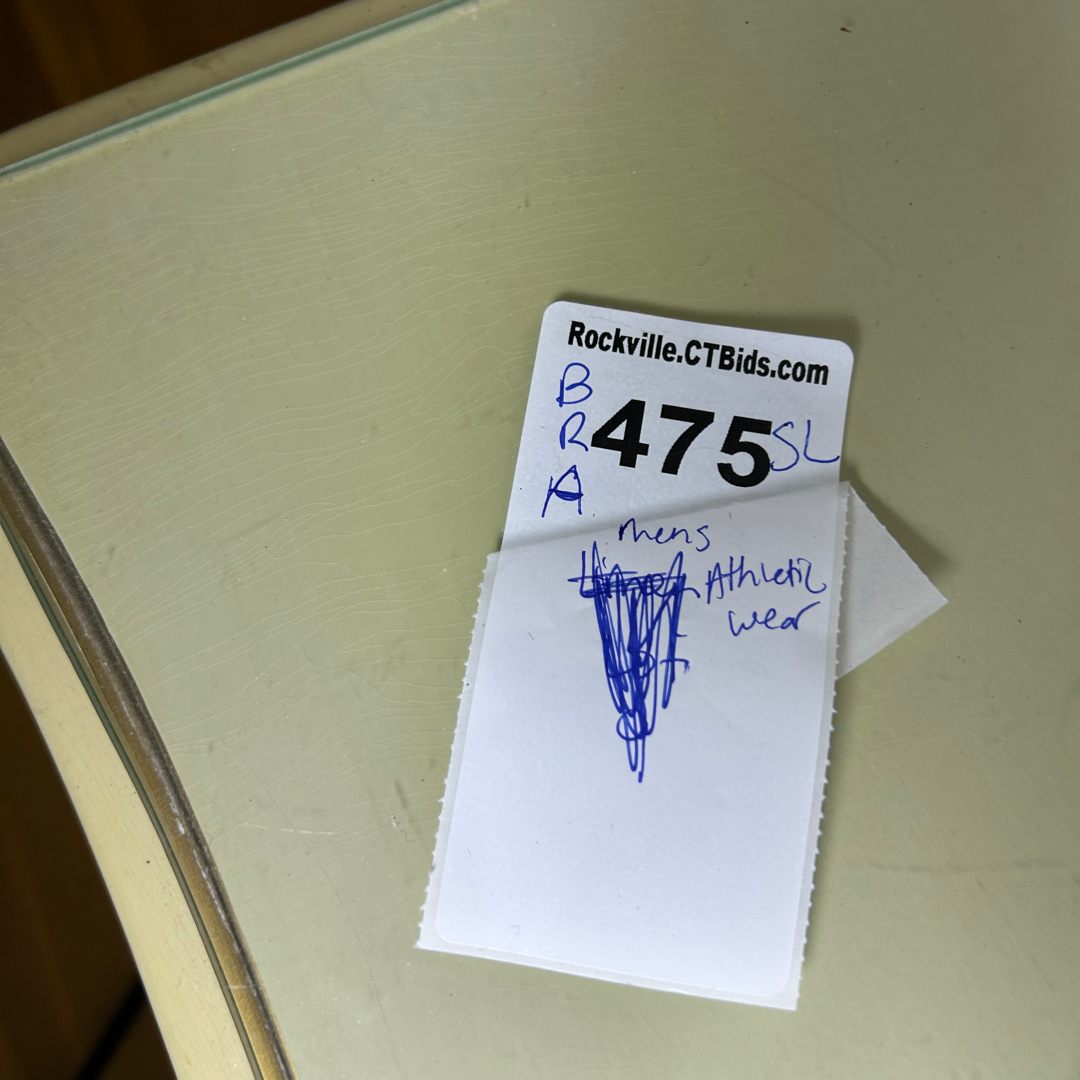 Rockville.CTBids.com
B
R
A
475 SL
mens
Athletic
wear